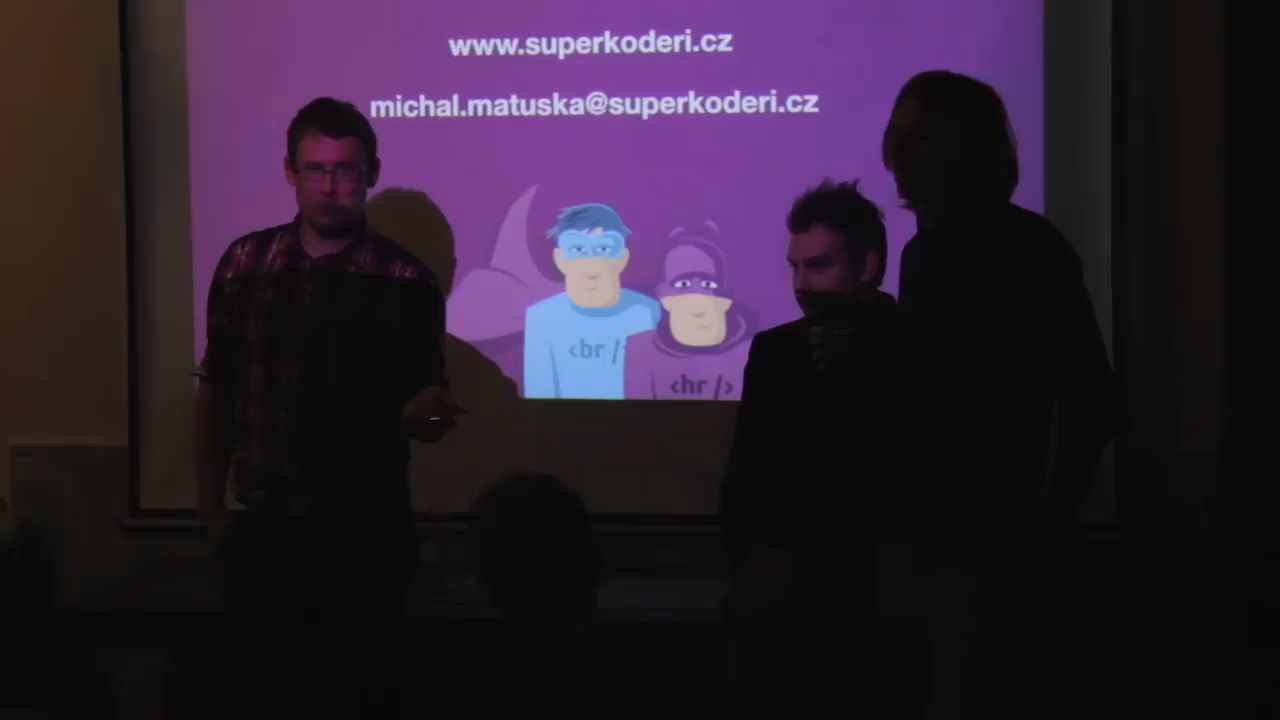 www.superkoderi.cz
michal.matuska@superkoderi.cz
<br />
<hr />